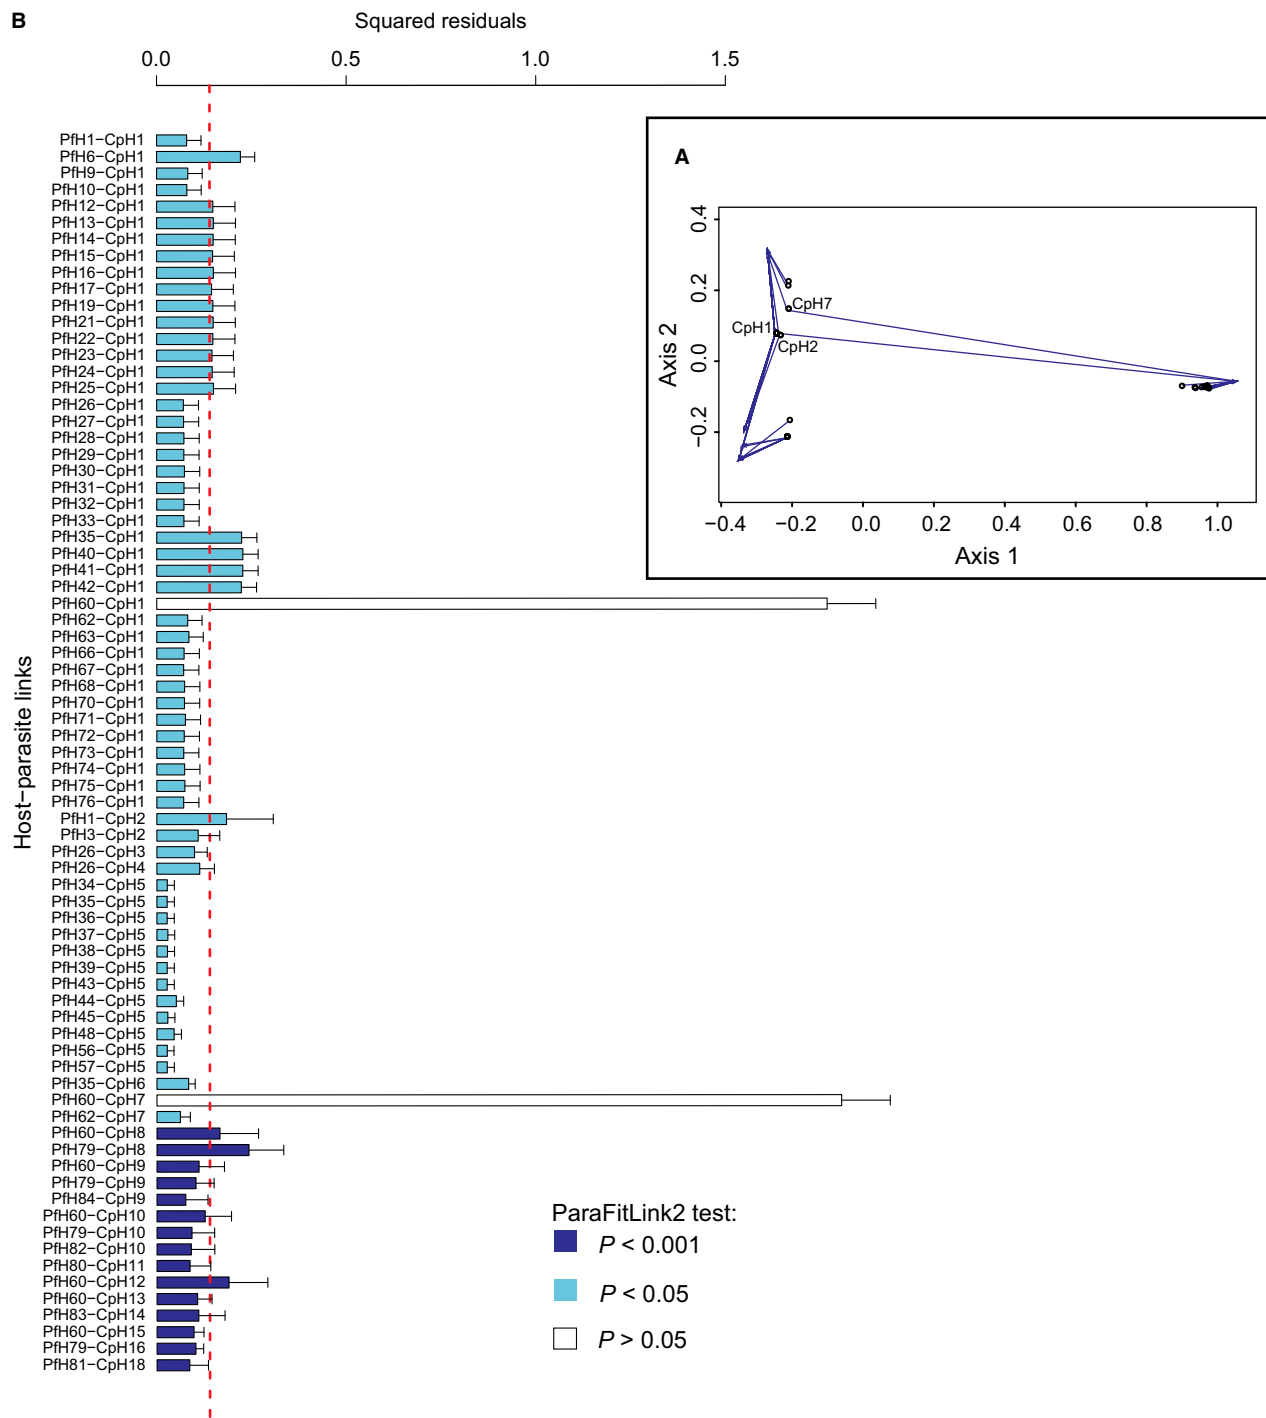 B
Squared residuals
0.0 0.5 1.0 1.5
PfH1−CpH1
PfH6−CpH1
PfH9−CpH1
PfH10−CpH1
PfH12−CpH1
PfH13−CpH1
PfH14−CpH1
PfH15−CpH1
PfH16−CpH1
PfH17−CpH1
PfH19−CpH1
PfH21−CpH1
PfH22−CpH1
PfH23−CpH1
PfH24−CpH1
PfH25−CpH1
PfH26−CpH1
PfH27−CpH1
PfH28−CpH1
PfH29−CpH1
PfH30−CpH1
PfH31−CpH1
PfH32−CpH1
PfH33−CpH1
PfH35−CpH1
PfH40−CpH1
PfH41−CpH1
PfH42−CpH1
PfH60−CpH1
PfH62−CpH1
PfH63−CpH1
PfH66−CpH1
PfH67−CpH1
PfH68−CpH1
PfH70−CpH1
PfH71−CpH1
PfH72−CpH1
PfH73−CpH1
PfH74−CpH1
PfH75−CpH1
PfH76−CpH1
PfH1−CpH2
PfH3−CpH2
PfH26−CpH3
PfH26−CpH4
PfH34−CpH5
PfH35−CpH5
PfH36−CpH5
PfH37−CpH5
PfH38−CpH5
PfH39−CpH5
PfH43−CpH5
PfH44−CpH5
PfH45−CpH5
PfH48−CpH5
PfH56−CpH5
PfH57−CpH5
PfH35−CpH6
PfH60−CpH7
PfH62−CpH7
PfH60−CpH8
PfH79−CpH8
PfH60−CpH9
PfH79−CpH9
PfH84−CpH9
PfH60−CpH10
PfH79−CpH10
PfH82−CpH10
PfH80−CpH11
PfH60−CpH12
PfH60−CpH13
PfH83−CpH14
PfH60−CpH15
PfH79−CpH16
PfH81−CpH18
Host−parasite links
A
0.4
0.2
0.0
−0.2
Axis 2
CpH7
CpH1
CpH2
−0.4 −0.2 0.0 0.2 0.4 0.6 0.8 1.0
Axis 1
ParaFitLink2 test:
P < 0.001
P < 0.05
P > 0.05